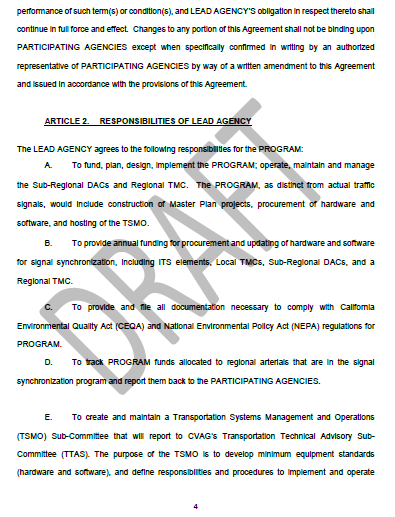 performance of such term(s) or condition(s), and LEAD AGENCY'S obligation in respect thereto shall
continue in full force and effect. Changes to any portion of this Agreement shall not be binding upon
PARTICIPATING AGENCIES except when specifically confirmed in writing by an authorized
representative of PARTICIPATING AGENCIES by way of a written amendment to this Agreement
and issued in accordance with the provisions of this Agreement.
ARTICLE 2. RESPONSIBILITIES OF LEAD AGENCY
The LEAD AGENCY agrees to the following responsibilities for the PROGRAM:
A. To fund, plan, design, implement the PROGRAM; operate, maintain and manage
the Sub-Regional DACs and Regional TMC. The PROGRAM, as distinct from actual traffic
signals, would include construction of Master Plan projects, procurement of hardware and
software, and hosting of the TSMO.
B. To provide annual funding for procurement and updating of hardware and software
for signal synchronization, including ITS elements, Local TMCs, Sub-Regional DACs, and a
Regional TMC.
C. To provide and file all documentation necessary to comply with California
Environmental Quality Act (CEQA) and National Environmental Policy Act (NEPA) regulations for
PROGRAM.
D. To track PROGRAM funds allocated to regional arterials that are in the signal
synchronization program and report them back to the PARTICIPATING AGENCIES.
E. To create and maintain a Transportation Systems Management and Operations
(TSMO) Sub-Committee that will report to CVAG's Transportation Technical Advisory Sub-
Committee (TTAS). The purpose of the TSMO is to develop minimum equipment standards
(hardware and software), and define responsibilities and procedures to implement and operate
4
DRAFT